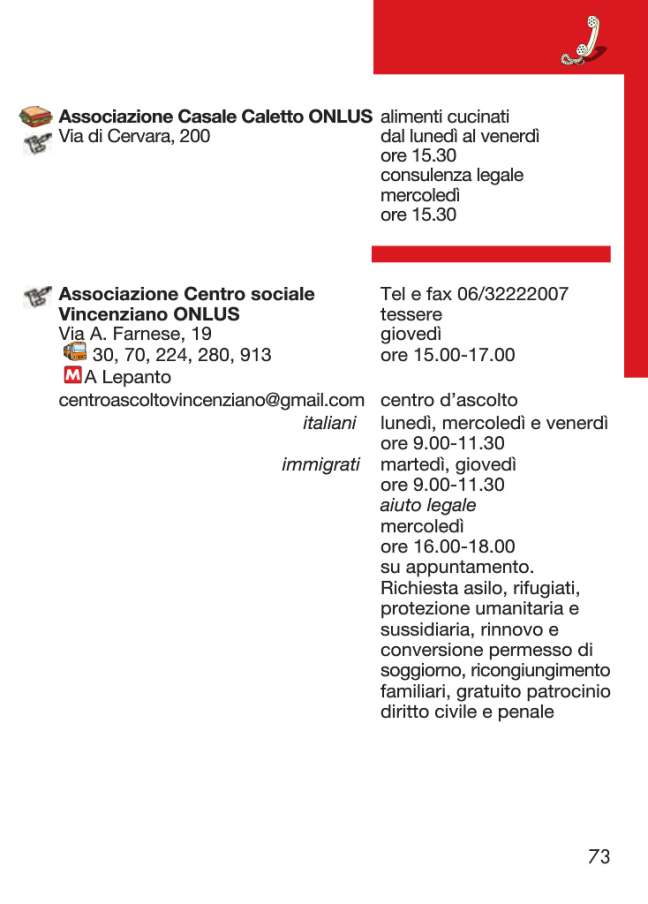 Associazione Casale Caletto ONLUS alimenti cucinati
Via di Cervara, 200 dal lunedì al venerdì
ore 15.30
consulenza legale
mercoledì
ore 15.30
Associazione Centro sociale Tel e fax 06/32222007
Vincenziano ONLUS tessere
Via A. Farnese, 19 giovedì
30, 70, 224, 280, 913 ore 15.00-17.00
M A Lepanto
centroascoltovincenziano@gmail.com centro d’ascolto
italiani lunedì, mercoledì e venerdì
ore 9.00-11.30
immigrati martedì, giovedì
ore 9.00-11.30
aiuto legale
mercoledì
ore 16.00-18.00
su appuntamento.
Richiesta asilo, rifugiati,
protezione umanitaria e
sussidiaria, rinnovo e
conversione permesso di
soggiorno, ricongiungimento
familiari, gratuito patrocinio
diritto civile e penale
73